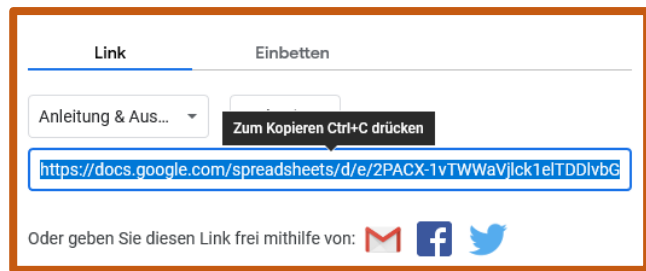 Link
Einbetten
Anleitung & Aus...
Zum Kopieren Ctrl+C drücken
https://docs.google.com/spreadsheets/d/e/2PACX-1vTWWaVjlck1elTDDlvbG
Oder geben Sie diesen Link frei mithilfe von: